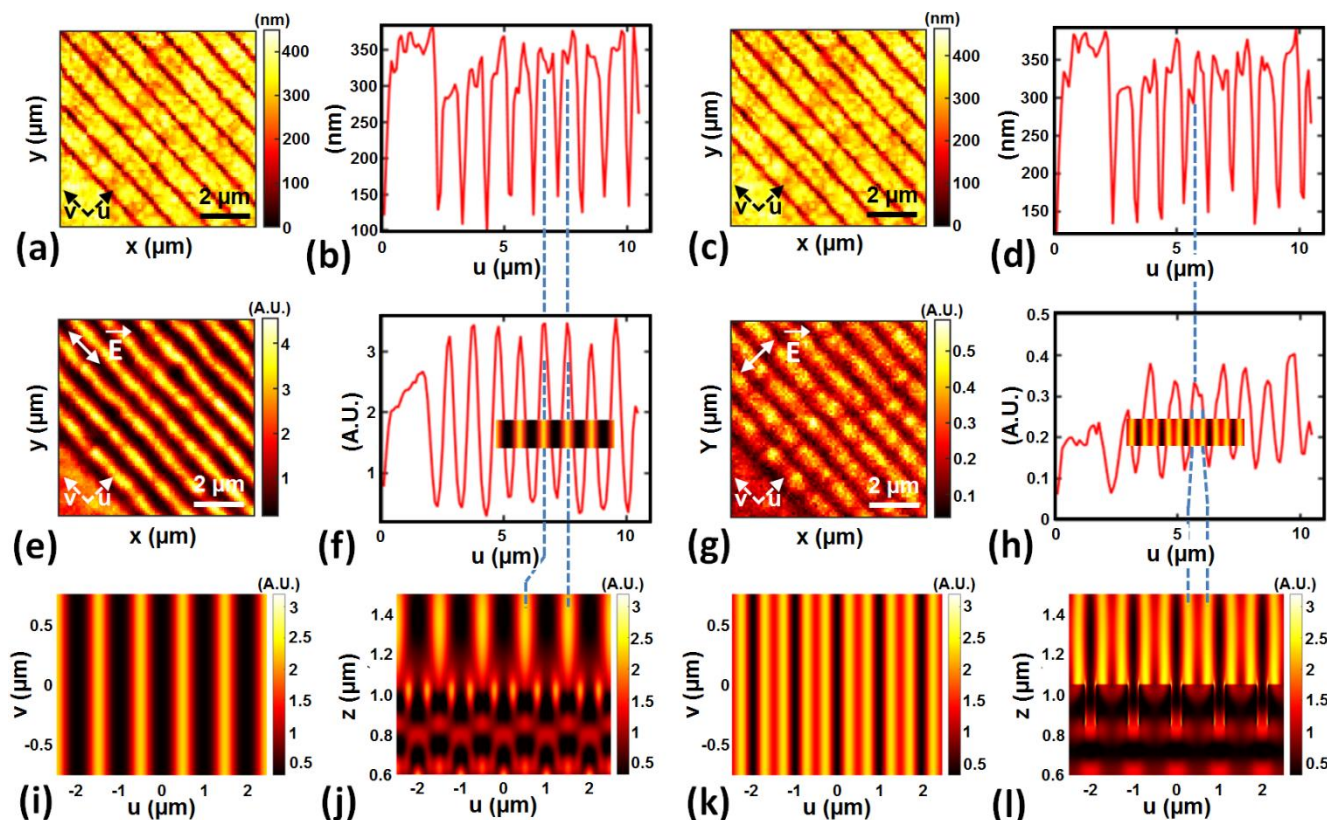 (nm)
400
300
200
100
0
y (µm)
v
u
2 µm
x (µm)
(a)
(nm)
350
300
250
200
150
100
0
5
10
u (µm)
(b)
(nm)
400
300
200
100
0
y (µm)
v
u
2 µm
x (µm)
(c)
(nm)
350
300
250
200
150
0
5
10
u (µm)
(d)
(A.U.)
4
3
2
1
E
y (µm)
v
u
2 µm
x (µm)
(e)
(A.U.)
3
2
1
0
5
10
u (µm)
(f)
(A.U.)
0.5
0.4
0.3
0.2
0.1
E
Y (µm)
v
u
2 µm
x (µm)
(g)
(A.U.)
0.5
0.4
0.3
0.2
0.1
0
0
5
10
u (µm)
(h)
(A.U.)
3
2.5
2
1.5
1
0.5
v (µm)
0.5
0
-0.5
-2
-1
0
1
2
u (µm)
(i)
(A.U.)
3
2.5
2
1.5
1
0.5
z (µm)
1.4
1.2
1.0
0.8
0.6
-2
-1
0
1
2
u (µm)
(j)
(A.U.)
3
2.5
2
1.5
1
0.5
v (µm)
0.5
0
-0.5
-2
-1
0
1
2
u (µm)
(k)
(A.U.)
3
2.5
2
1.5
1
0.5
z (µm)
1.4
1.2
1.0
0.8
0.6
-2
-1
0
1
2
u (µm)
(l)